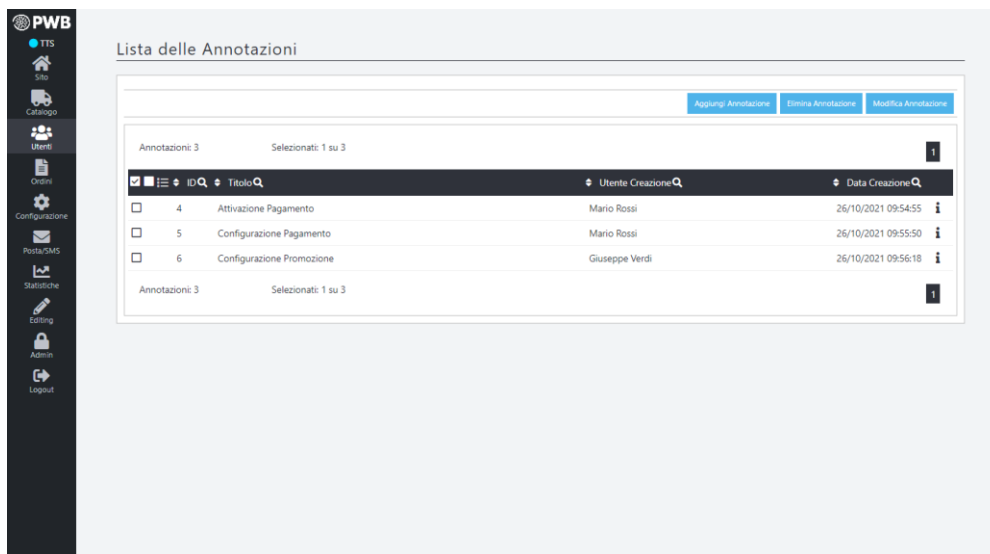 PWB
TTS
Sito
Catalogo
Utenti
Ordini
Configurazione
Posta/SMS
Statistiche
Editing
Admin
Logout
Lista delle Annotazioni
Aggiungi Annotazione Elimina Annotazione Modifica Annotazione
Annotazioni: 3 Selezionati: 1 su 3 1
ID Titolo Utente Creazione Data Creazione
4 Attivazione Pagamento Mario Rossi 26/10/2021 09:54:55
5 Configurazione Pagamento Mario Rossi 26/10/2021 09:55:50
6 Configurazione Promozione Giuseppe Verdi 26/10/2021 09:56:18
Annotazioni: 3 Selezionati: 1 su 3 1